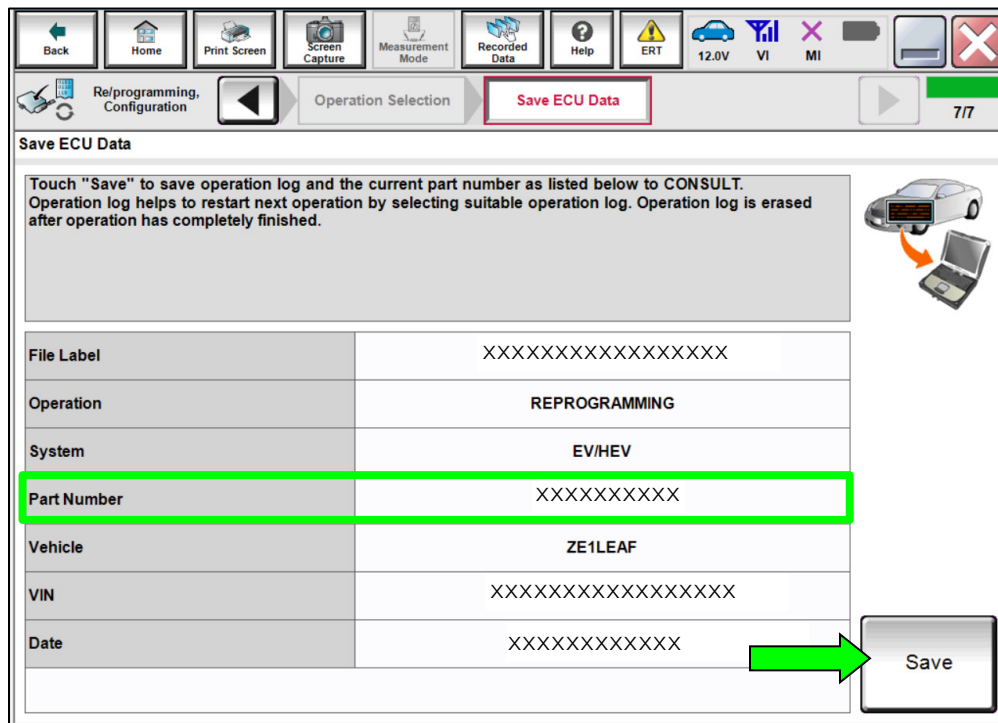 Back
Home
Print Screen
Screen Capture
Measurement Mode
Recorded Data
Help
ERT
12.0V
VI
MI
Re/programming, Configuration
Operation Selection
Save ECU Data
7/7
Save ECU Data
Touch "Save" to save operation log and the current part number as listed below to CONSULT.
Operation log helps to restart next operation by selecting suitable operation log. Operation log is erased
after operation has completely finished.
File Label XXXXXXXXXXXXXXXXX
Operation REPROGRAMMING
System EV/HEV
Part Number XXXXXXXXXX
Vehicle ZE1LEAF
VIN XXXXXXXXXXXXXXXXX
Date XXXXXXXXXXXX
Save